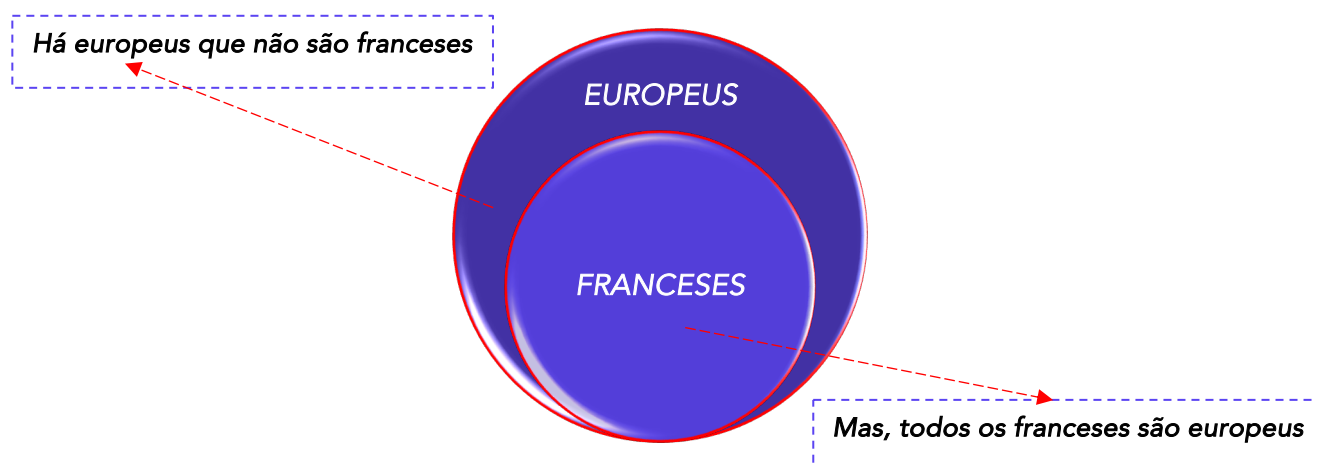 Há europeus que não são franceses
EUROPEUS
FRANCESES
Mas, todos os franceses são europeus